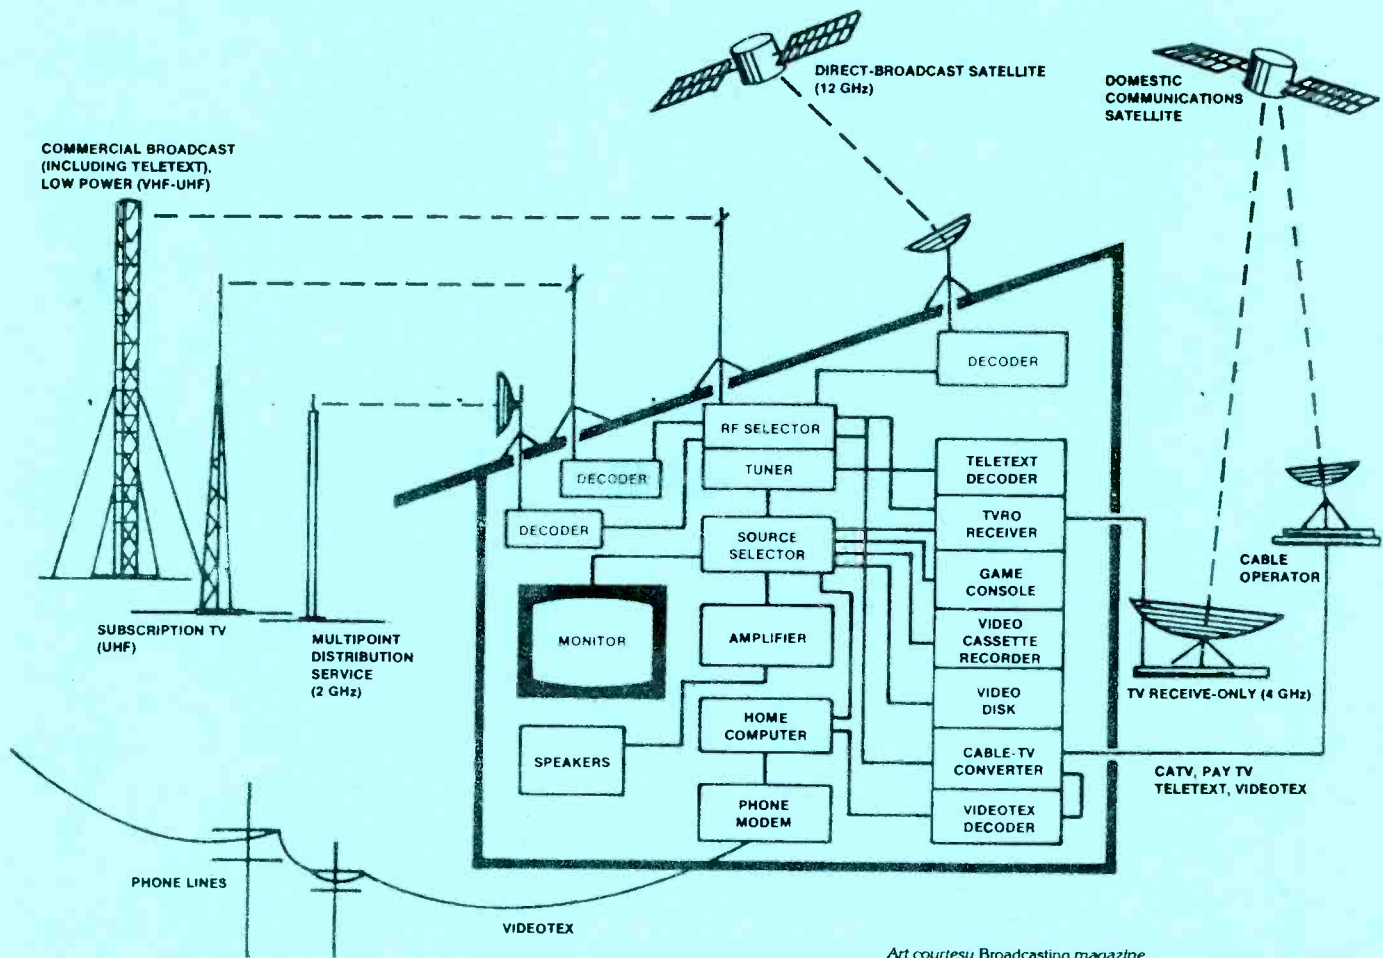 DIRECT-BROADCAST SATELLITE
(12 GHz)
DOMESTIC
COMMUNICATIONS
SATELLITE
COMMERCIAL BROADCAST
(INCLUDING TELETEXT),
LOW POWER (VHF-UHF)
DECODER
RF SELECTOR
TUNER
TELETEXT
DECODER
DECODER
DECODER
TVRO
RECEIVER
SOURCE
SELECTOR
GAME
CONSOLE
CABLE
OPERATOR
SUBSCRIPTION TV
(UHF)
MULTIPOINT
DISTRIBUTION
SERVICE
(2 GHz)
MONITOR
AMPLIFIER
VIDEO
CASSETTE
RECORDER
TV RECEIVE-ONLY (4 GHz)
VIDEO
DISK
HOME
COMPUTER
SPEAKERS
CABLE-TV
CONVERTER
CATV, PAY TV
TELETEXT, VIDEOTEX
PHONE
MODEM
VIDEOTEX
DECODER
PHONE LINES
VIDEOTEX
Art courtesy Broadcasting magazine